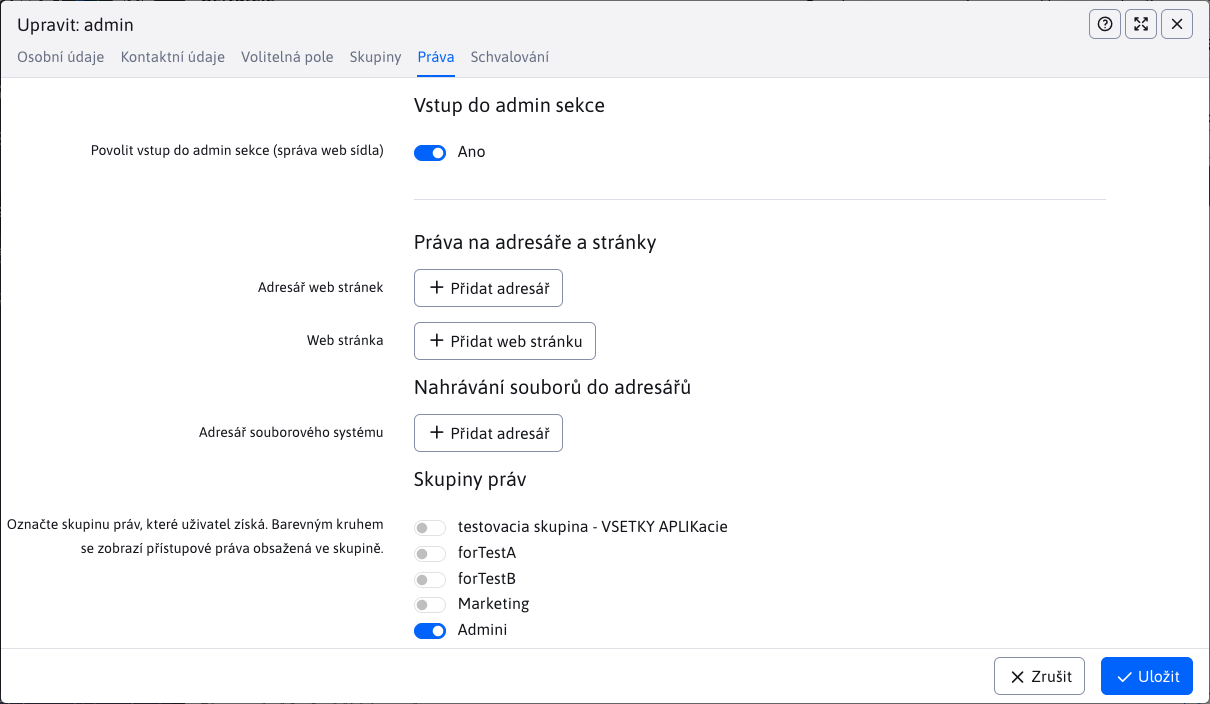 Upravit: admin
Osobní údaje Kontaktní údaje Volitelná pole Skupiny Práva Schvalování
Vstup do admin sekce
Povolit vstup do admin sekce (správa web sídla) Ano
Práva na adresáře a stránky
Adresář web stránek + Přidat adresář
Web stránka + Přidat web stránku
Nahrávání souborů do adresářů
Adresář souborového systému + Přidat adresář
Skupiny práv
Označte skupinu práv, které uživatel získá. Barevným kruhem
se zobrazí přístupové práva obsažená ve skupině.
testovacia skupina - VSETKY APLIKacie
forTestA
forTestB
Marketing
Admini
Zrušit Uložit